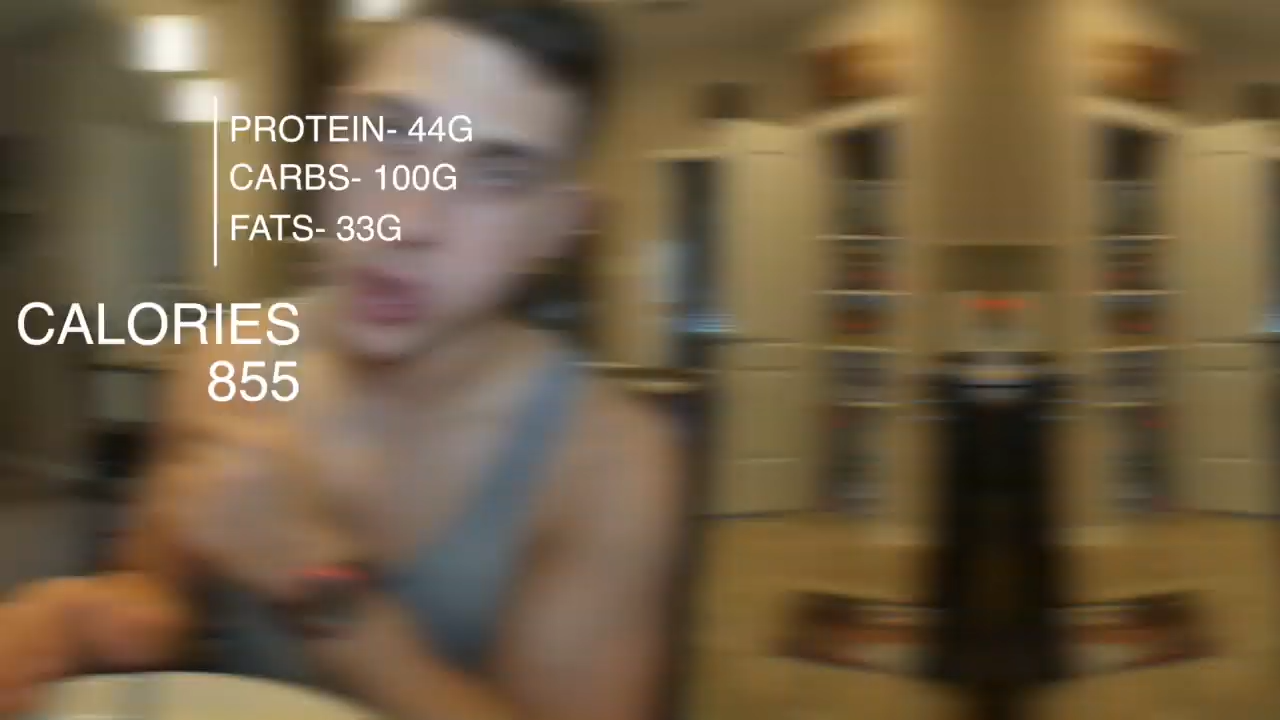 PROTEIN- 44G
CARBS- 100G
FATS- 33G
CALORIES
855